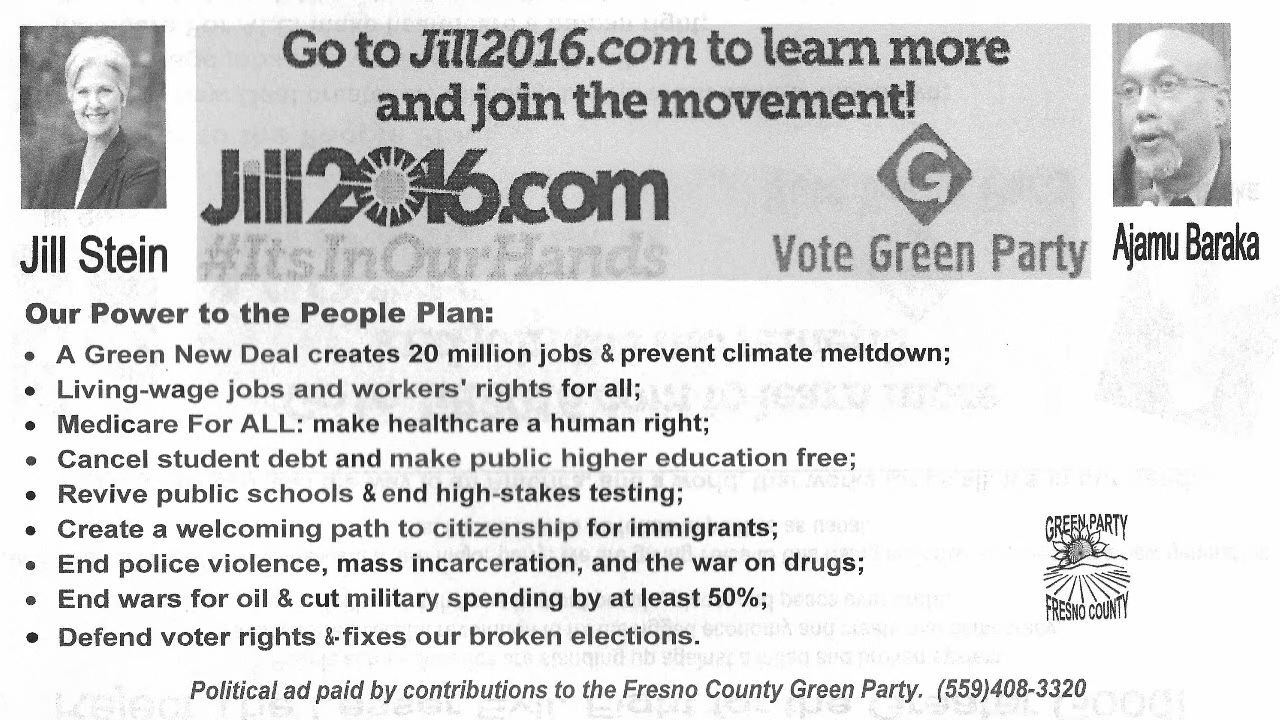 Go to Jill2016.com to learn more
and join the movement!
Jill2016.com
#ItsInOurHands
G
Vote Green Party
Jill Stein
Ajamu Baraka
Our Power to the People Plan:
• A Green New Deal creates 20 million jobs & prevent climate meltdown;
• Living-wage jobs and workers' rights for all;
• Medicare For ALL: make healthcare a human right;
• Cancel student debt and make public higher education free;
• Revive public schools & end high-stakes testing;
• Create a welcoming path to citizenship for immigrants;
• End police violence, mass incarceration, and the war on drugs;
• End wars for oil & cut military spending by at least 50%;
• Defend voter rights & fixes our broken elections.
GREEN PARTY
FRESNO COUNTY
Political ad paid by contributions to the Fresno County Green Party. (559)408-3320